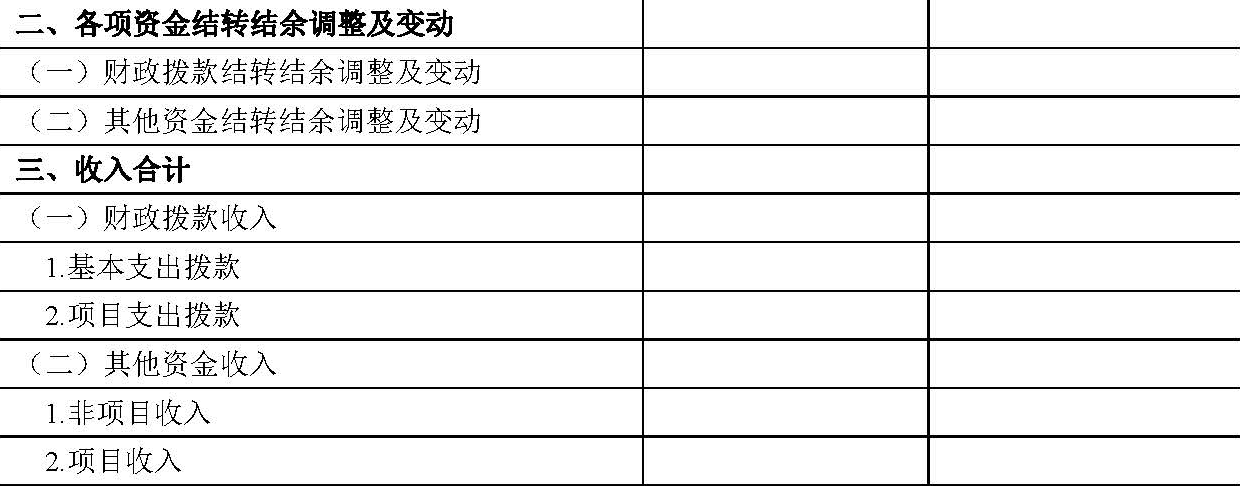 二、各项资金结转结余调整及变动
（一）财政拨款结转结余调整及变动
（二）其他资金结转结余调整及变动
三、收入合计
（一）财政拨款收入
1.基本支出拨款
2.项目支出拨款
（二）其他资金收入
1.非项目收入
2.项目收入